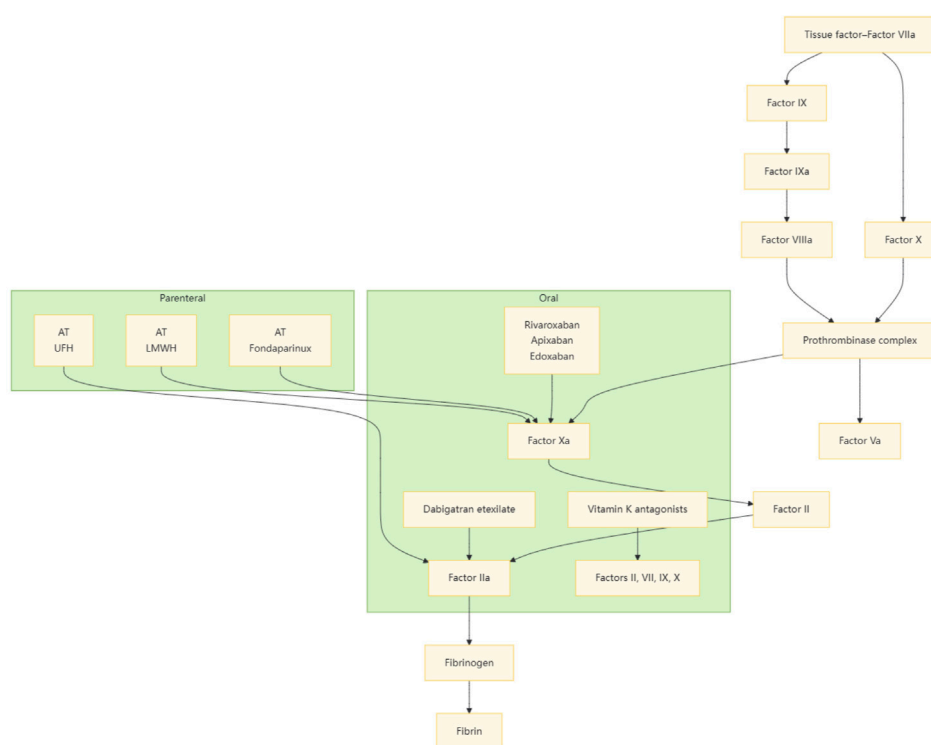 Tissue factor–Factor VIIa
Factor IX
Factor IXa
Factor VIIIa
Factor X
Parenteral
AT
UFH
AT
LMWH
AT
Fondaparinux
Oral
Rivaroxaban
Apixaban
Edoxaban
Prothrombinase complex
Factor Xa
Factor Va
Dabigatran etexilate
Vitamin K antagonists
Factor II
Factor IIa
Factors II, VII, IX, X
Fibrinogen
Fibrin